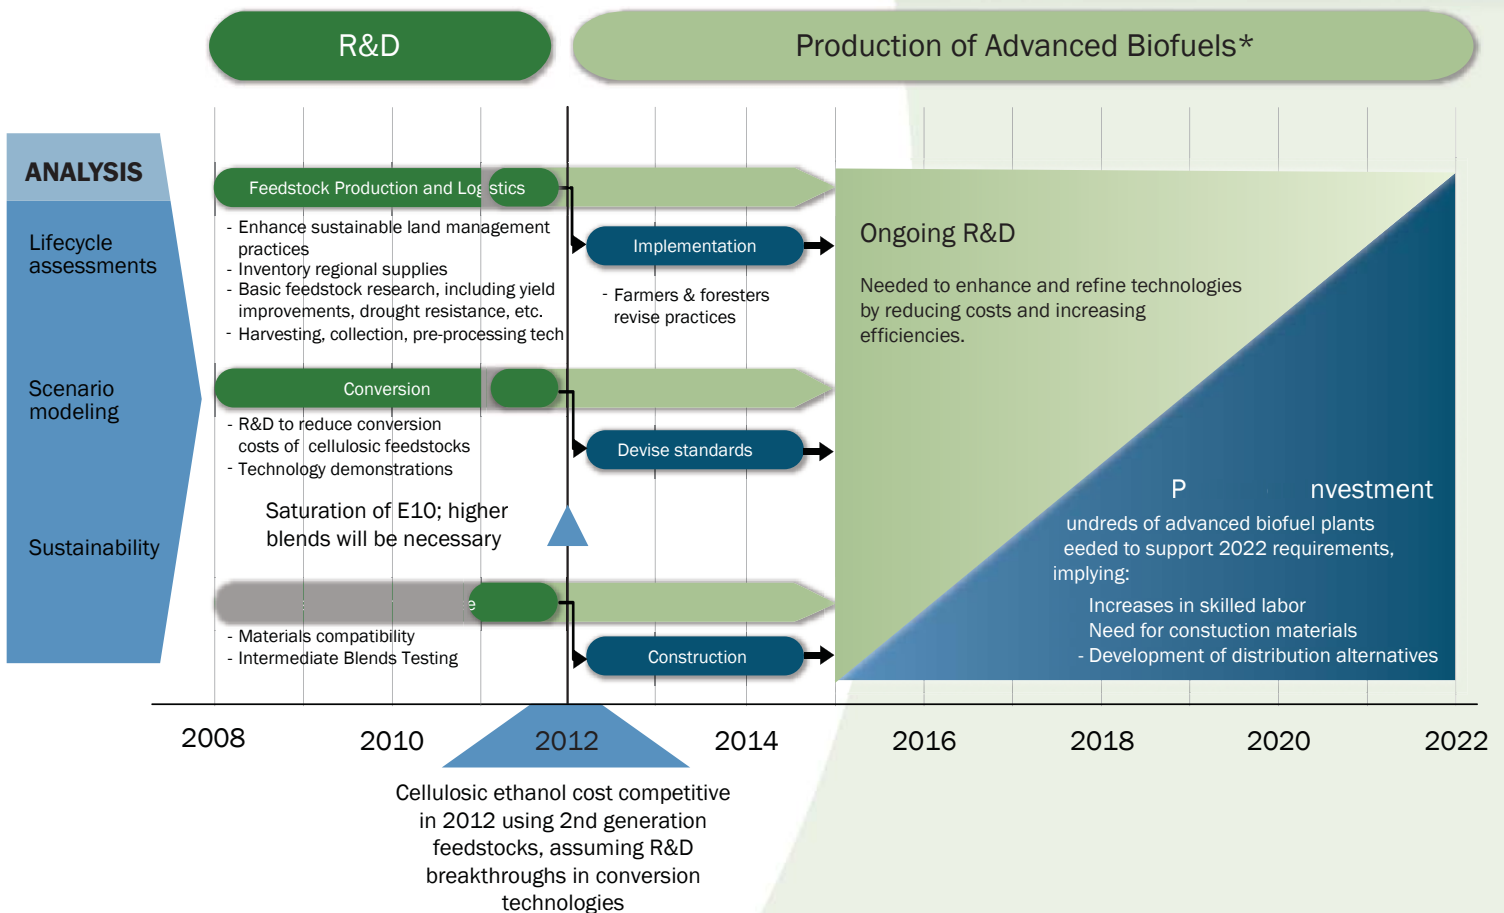 R&D
Production of Advanced Biofuels*
ANALYSIS
Lifecycle
assessments
Scenario
modeling
Sustainability
Feedstock Production and Logistics
- Enhance sustainable land management
practices
- Inventory regional supplies
- Basic feedstock research, including yield
improvements, drought resistance, etc.
- Harvesting, collection, pre-processing tech
Implementation
- Farmers & foresters
revise practices
Conversion
- R&D to reduce conversion
costs of cellulosic feedstocks
- Technology demonstrations
Devise standards
Saturation of E10; higher
blends will be necessary
e
- Materials compatibility
- Intermediate Blends Testing
Construction
Ongoing R&D
Needed to enhance and refine technologies
by reducing costs and increasing
efficiencies.
P nvestment
undreds of advanced biofuel plants
eeded to support 2022 requirements,
implying:
Increases in skilled labor
Need for constuction materials
- Development of distribution alternatives
2008
2010
2012
2014
2016
2018
2020
2022
Cellulosic ethanol cost competitive
in 2012 using 2nd generation
feedstocks, assuming R&D
breakthroughs in conversion
technologies